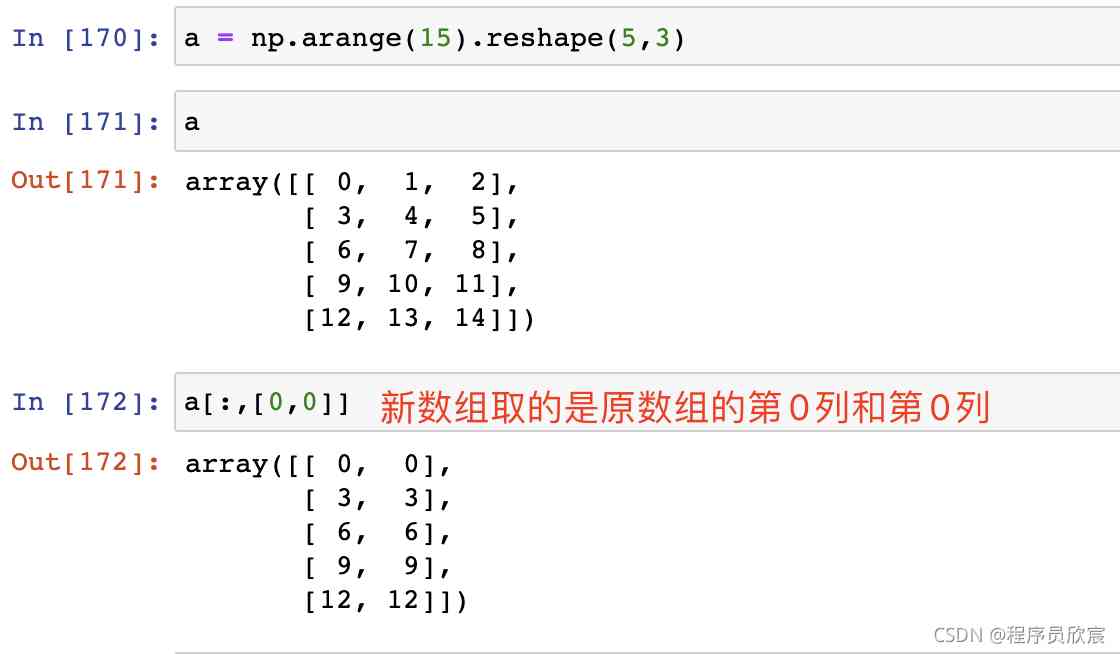 In [170]: a = np.arange(15).reshape(5,3)
In [171]: a
Out[171]: array([[ 0,  1,  2],
       [ 3,  4,  5],
       [ 6,  7,  8],
       [ 9, 10, 11],
       [12, 13, 14]])
In [172]: a[:,[0,0]] 新数组取的是原数组的第0列和第0列
Out[172]: array([[ 0,  0],
       [ 3,  3],
       [ 6,  6],
       [ 9,  9],
       [12, 12]])
CSDN @程序员欣宸